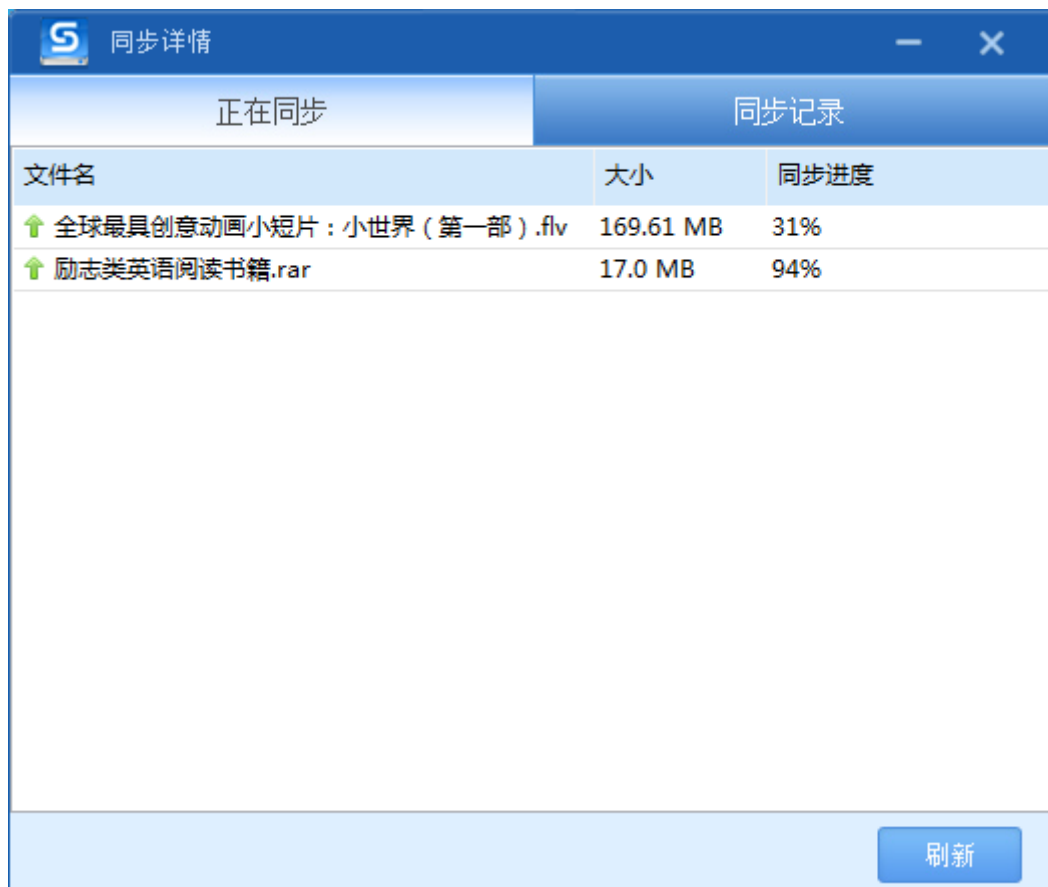 同步详情
正在同步 同步记录
文件名 大小 同步进度
全球最具创意动画小短片：小世界（第一部）.flv 169.61 MB 31%
励志类英语阅读书籍.rar 17.0 MB 94%
刷新